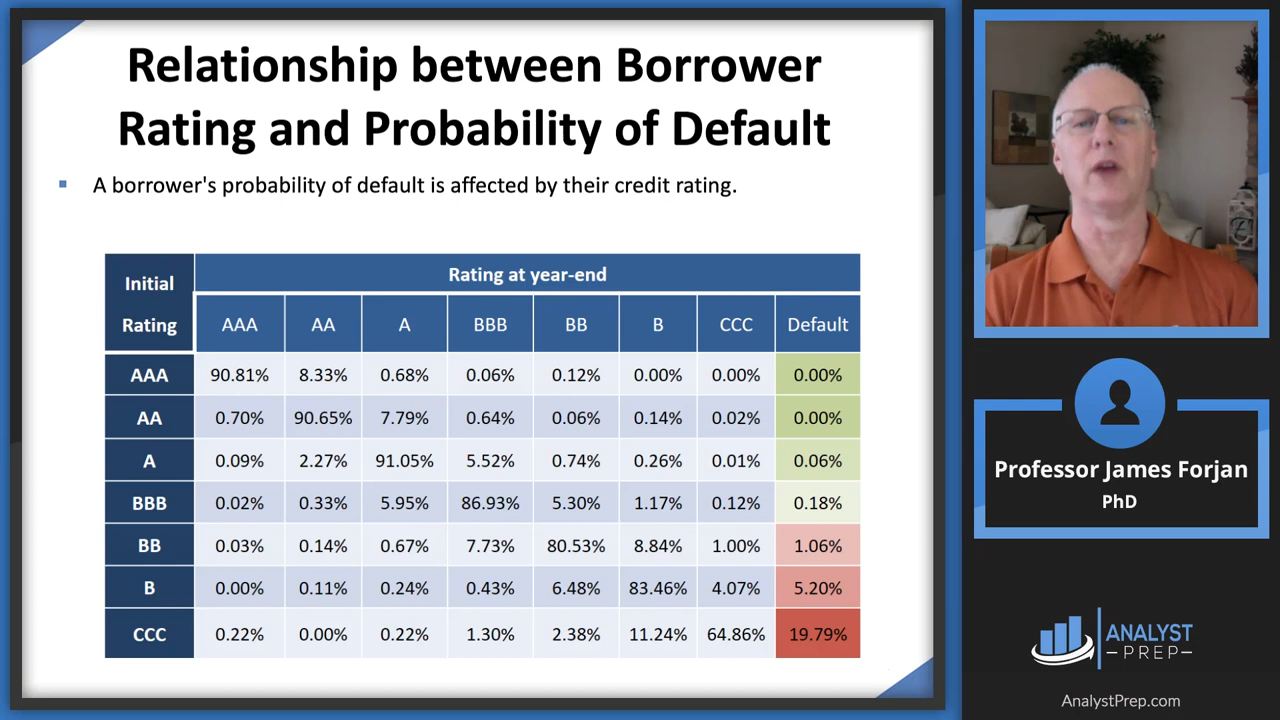 Relationship between Borrower
Rating and Probability of Default
A borrower's probability of default is affected by their credit rating.
Initial Rating
Rating at year-end
AAA AA A BBB BB B CCC Default
AAA 90.81% 8.33% 0.68% 0.06% 0.12% 0.00% 0.00% 0.00%
AA 0.70% 90.65% 7.79% 0.64% 0.06% 0.14% 0.02% 0.00%
A 0.09% 2.27% 91.05% 5.52% 0.74% 0.26% 0.01% 0.06%
BBB 0.02% 0.33% 5.95% 86.93% 5.30% 1.17% 0.12% 0.18%
BB 0.03% 0.14% 0.67% 7.73% 80.53% 8.84% 1.00% 1.06%
B 0.00% 0.11% 0.24% 0.43% 6.48% 83.46% 4.07% 5.20%
CCC 0.22% 0.00% 0.22% 1.30% 2.38% 11.24% 64.86% 19.79%
Professor James Forjan
PhD
ANALYST
PREP
AnalystPrep.com